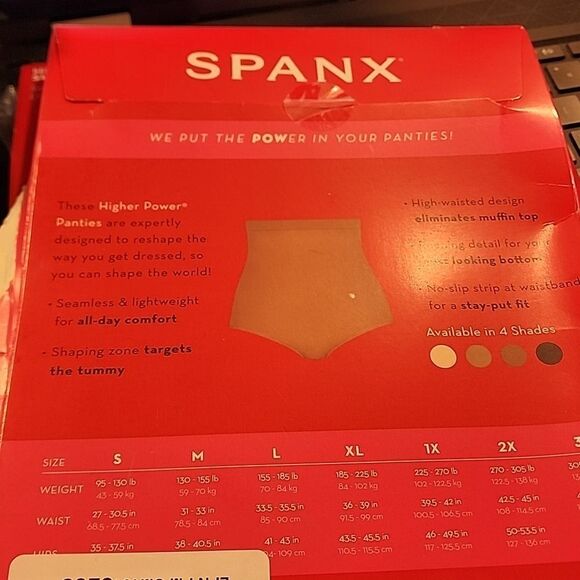 SPANX
WE PUT THE POWER IN YOUR PANTIES!
These Higher Power®
Panties are expertly
designed to reshape the
way you get dressed, so
you can shape the world!
• Seamless & lightweight
for all-day comfort
• Shaping zone targets
the tummy
• High-waisted design
eliminates muffin top
detail for your
looking bottom
No-slip strip at waistband
for a stay-put fit
Available in 4 Shades
SIZE S M L XL 1X 2X
WEIGHT 95 - 130 lb 130 - 155 lb 155 - 185 lb 185 - 225 lb 225 - 270 lb 270 - 305 lb
43 - 59 kg 59 - 70 kg 70 - 84 kg 84 - 102 kg 102 - 122.5 kg 122.5 - 138 kg
WAIST 27 - 30.5 in 31 - 33 in 33.5 - 35.5 in 36 - 39 in 39.5 - 42 in 42.5 - 45 in
68.5 - 77.5 cm 78.5 - 84 cm 85 - 90 cm 91.5 - 99 cm 100.5 - 106.5 cm 108 - 114.5 cm
HIPS 35 - 37.5 in 38 - 40.5 in 41 - 43 in 43.5 - 45.5 in 46 - 49.5 in 50-53.5 in
109 cm 110.5 - 115.5 cm 117 - 125.5 cm 127 - 136 cm